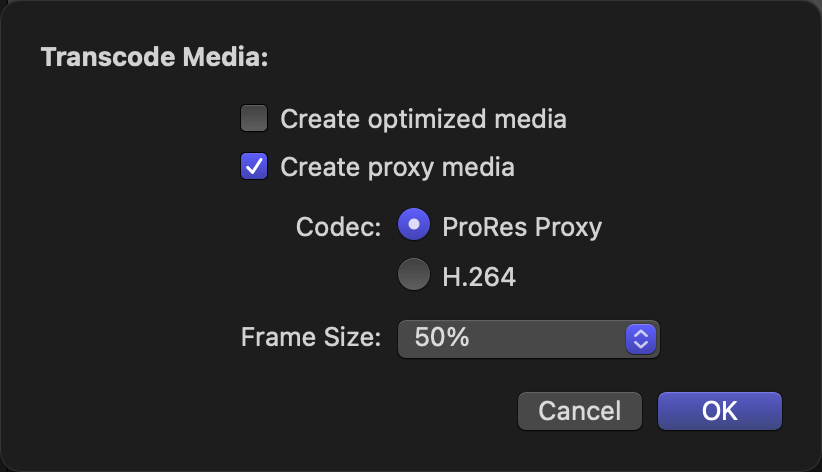 Transcode Media:
Create optimized media
Create proxy media
Codec: ProRes Proxy
H.264
Frame Size: 50%
Cancel OK